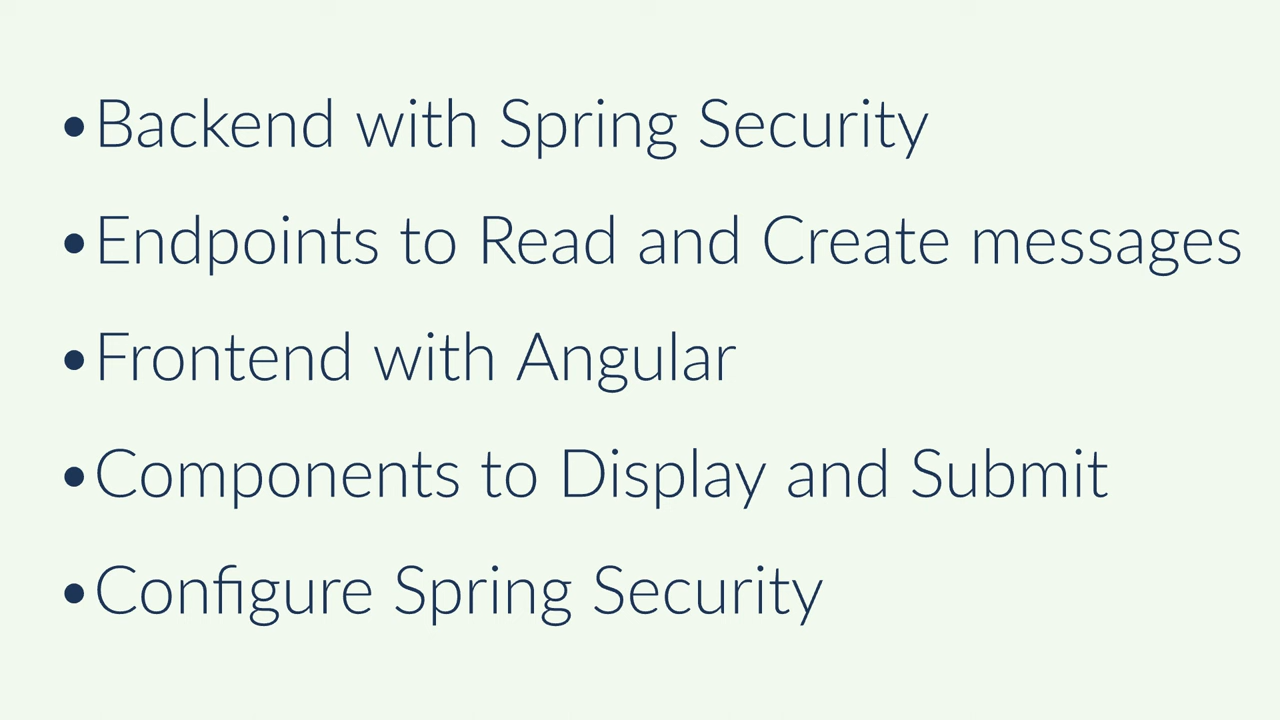 •Backend with Spring Security
•Endpoints to Read and Create messages
•Frontend with Angular
•Components to Display and Submit
•Configure Spring Security